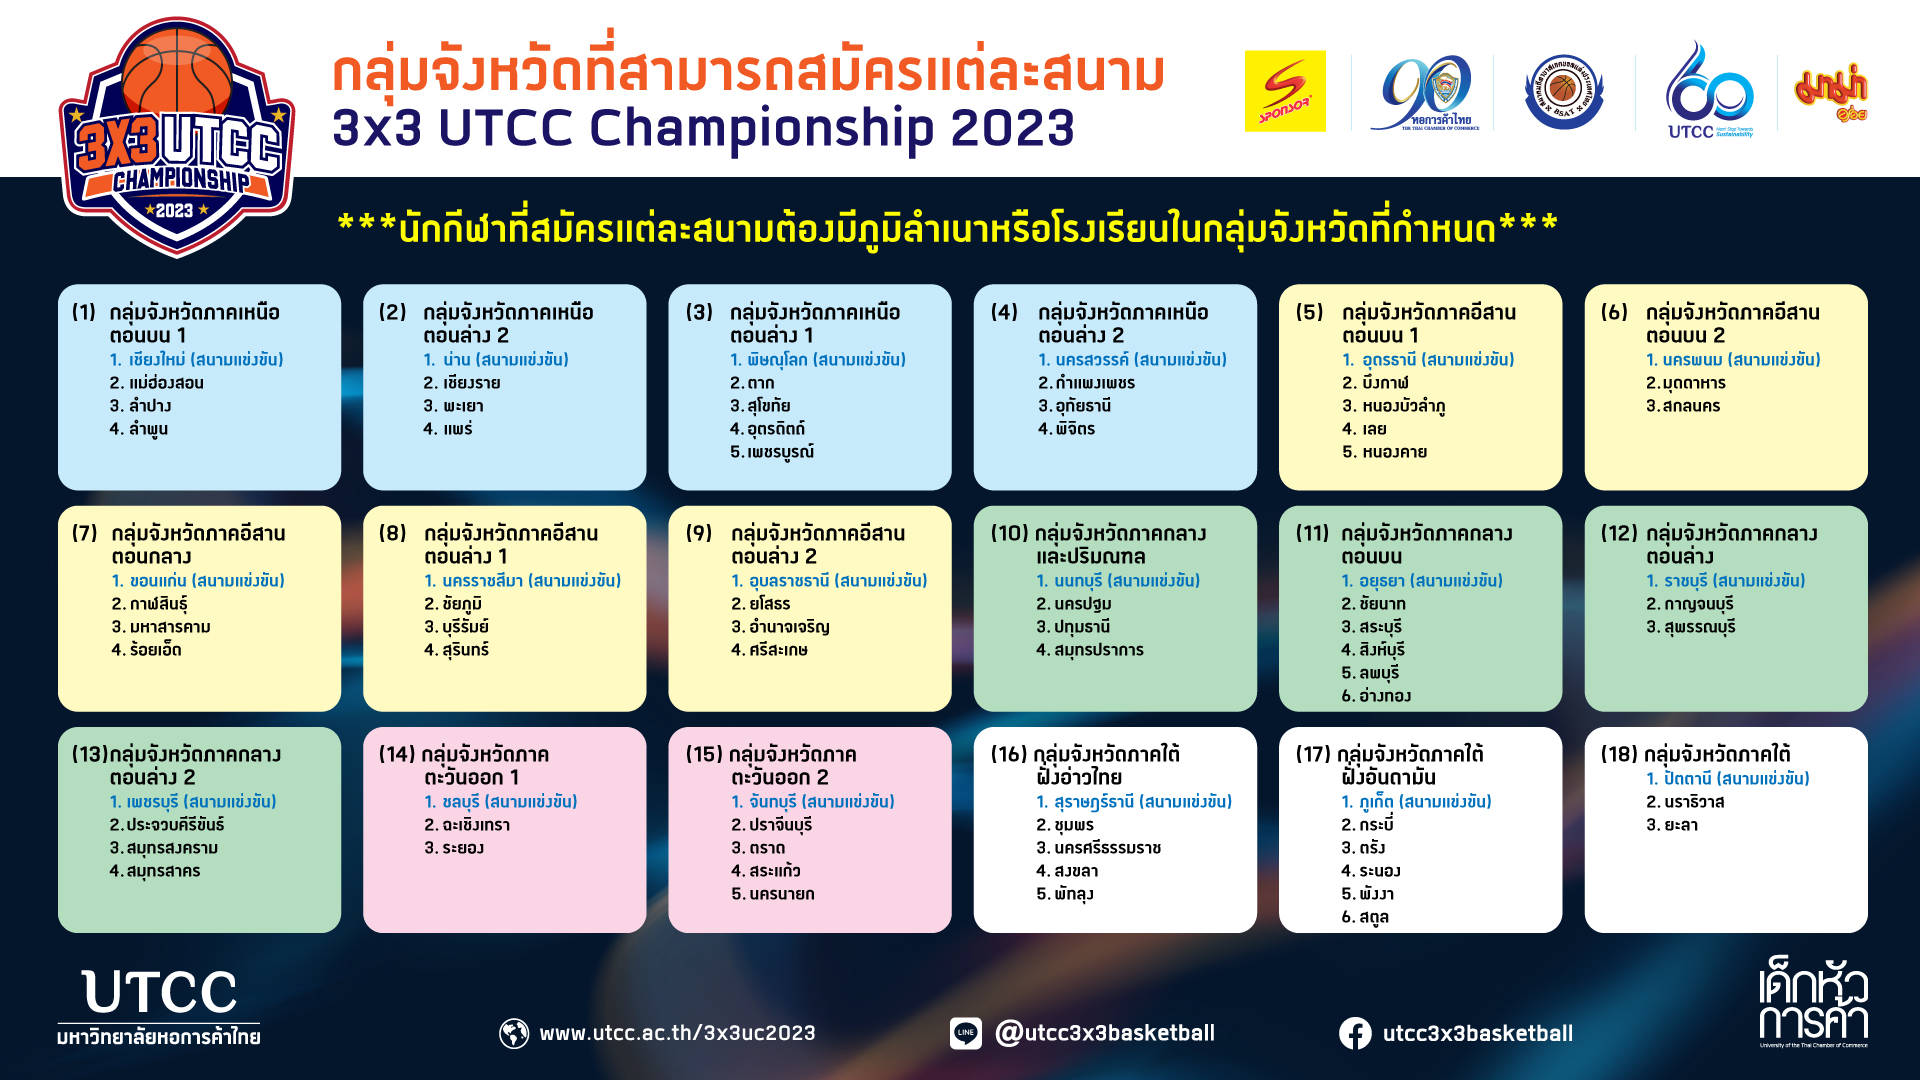 3X3 UTCC
CHAMPIONSHIP
2023
กลุ่มจังหวัดที่สามารถสมัครแต่ละสนาม
3x3 UTCC Championship 2023
SPONSOR
90
หอการค้าไทย
THE THAI CHAMBER OF COMMERCE
BSAT
60
UTCC Next Step Towards Sustainability
มาม่า
อร่อย
***นักกีฬาที่สมัครแต่ละสนามต้องมีภูมิลำเนาหรือโรงเรียนในกลุ่มจังหวัดที่กำหนด***
(1) กลุ่มจังหวัดภาคเหนือ
ตอนบน 1
1. เชียงใหม่ (สนามแข่งขัน)
2. แม่ฮ่องสอน
3. ลำปาง
4. ลำพูน
(2) กลุ่มจังหวัดภาคเหนือ
ตอนล่าง 2
1. น่าน (สนามแข่งขัน)
2. เชียงราย
3. พะเยา
4. แพร่
(3) กลุ่มจังหวัดภาคเหนือ
ตอนล่าง 1
1. พิษณุโลก (สนามแข่งขัน)
2. ตาก
3. สุโขทัย
4. อุตรดิตถ์
5. เพชรบูรณ์
(4) กลุ่มจังหวัดภาคเหนือ
ตอนล่าง 2
1. นครสวรรค์ (สนามแข่งขัน)
2. กำแพงเพชร
3. อุทัยธานี
4. พิจิตร
(5) กลุ่มจังหวัดภาคอีสาน
ตอนบน 1
1. อุดรธานี (สนามแข่งขัน)
2. บึงกาฬ
3. หนองบัวลำภู
4. เลย
5. หนองคาย
(6) กลุ่มจังหวัดภาคอีสาน
ตอนบน 2
1. นครพนม (สนามแข่งขัน)
2. มุดดาหาร
3. สกลนคร
(7) กลุ่มจังหวัดภาคอีสาน
ตอนกลาง
1. ขอนแก่น (สนามแข่งขัน)
2. กาฬสินธุ์
3. มหาสารคาม
4. ร้อยเอ็ด
(8) กลุ่มจังหวัดภาคอีสาน
ตอนล่าง 1
1. นครราชสีมา (สนามแข่งขัน)
2. ชัยภูมิ
3. บุรีรัมย์
4. สุรินทร์
(9) กลุ่มจังหวัดภาคอีสาน
ตอนล่าง 2
1. อุบลราชธานี (สนามแข่งขัน)
2. ยโสธร
3. อำนาจเจริญ
4. ศรีสะเกษ
(10) กลุ่มจังหวัดภาคกลาง
และปริมณฑล
1. นนทบุรี (สนามแข่งขัน)
2. นครปฐม
3. ปทุมธานี
4. สมุทรปราการ
(11) กลุ่มจังหวัดภาคกลาง
ตอนบน
1. อยุธยา (สนามแข่งขัน)
2. ชัยนาท
3. สระบุรี
4. สิงห์บุรี
5. ลพบุรี
6. อ่างทอง
(12) กลุ่มจังหวัดภาคกลาง
ตอนล่าง
1. ราชบุรี (สนามแข่งขัน)
2. กาญจนบุรี
3. สุพรรณบุรี
(13) กลุ่มจังหวัดภาคกลาง
ตอนล่าง 2
1. เพชรบุรี (สนามแข่งขัน)
2. ประจวบคีรีขันธ์
3. สมุทรสงคราม
4. สมุทรสาคร
(14) กลุ่มจังหวัดภาค
ตะวันออก 1
1. ชลบุรี (สนามแข่งขัน)
2. ฉะเชิงเทรา
3. ระยอง
(15) กลุ่มจังหวัดภาค
ตะวันออก 2
1. จันทบุรี (สนามแข่งขัน)
2. ปราจีนบุรี
3. ตราด
4. สระแก้ว
5. นครนายก
(16) กลุ่มจังหวัดภาคใต้
ฝั่งอ่าวไทย
1. สุราษฎร์ธานี (สนามแข่งขัน)
2. ชุมพร
3. นครศรีธรรมราช
4. สงขลา
5. พัทลุง
(17) กลุ่มจังหวัดภาคใต้
ฝั่งอันดามัน
1. ภูเก็ต (สนามแข่งขัน)
2. กระบี่
3. ตรัง
4. ระนอง
5. พังงา
6. สตูล
(18) กลุ่มจังหวัดภาคใต้
1. ปัตตานี (สนามแข่งขัน)
2. นราธิวาส
3. ยะลา
UTCC
มหาวิทยาลัยหอการค้าไทย
www.utcc.ac.th/3x3uc2023
LINE
@utcc3x3basketball
utcc3x3basketball
เด็กหัว
การค้า
University of the Thai Chamber of Commerce